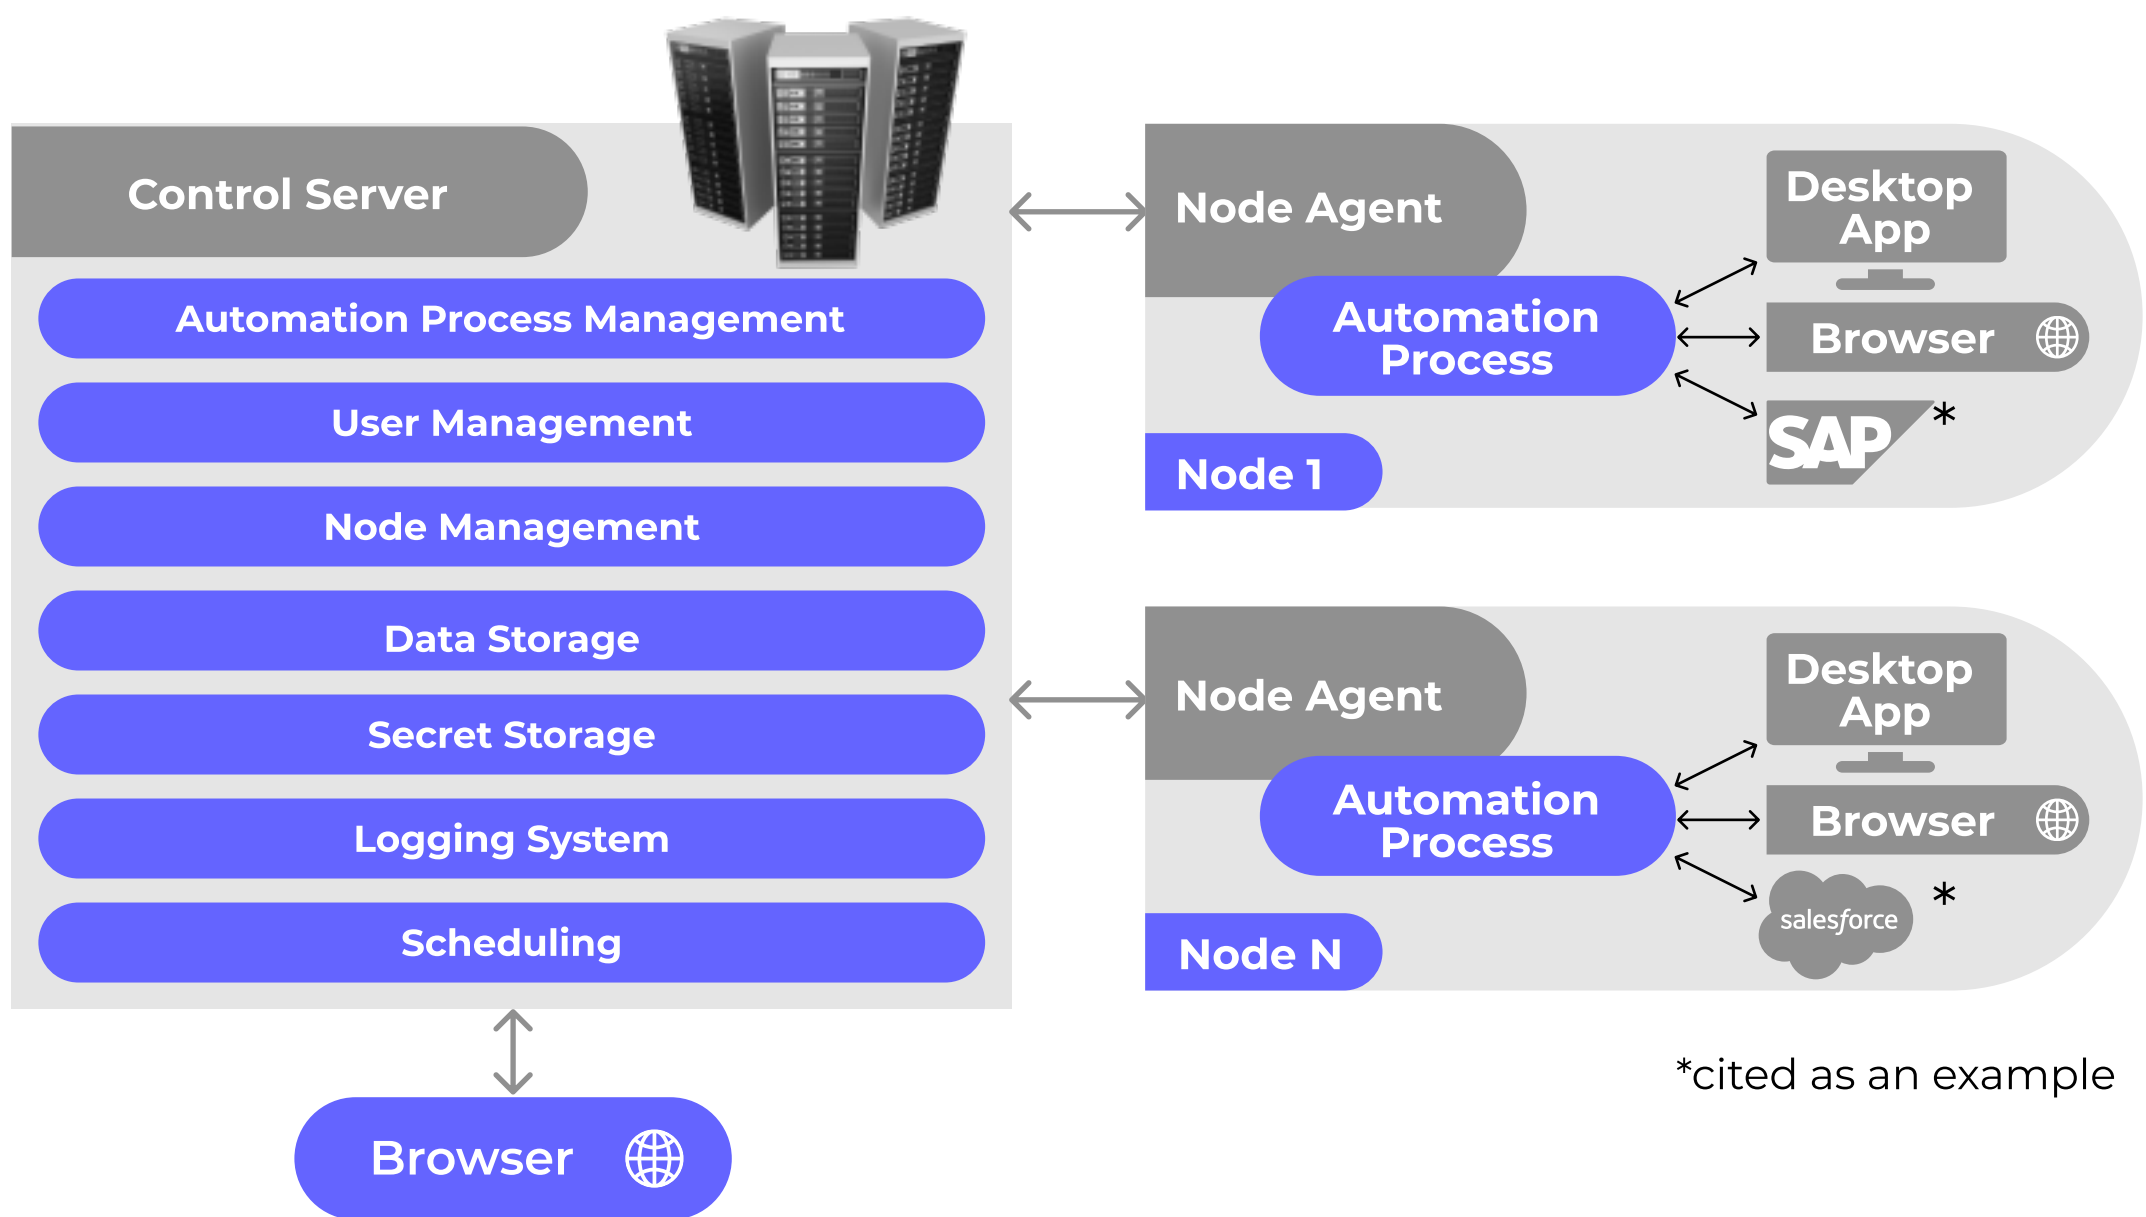 Control Server
Automation Process Management
User Management
Node Management
Data Storage
Secret Storage
Logging System
Scheduling
Browser
Node Agent
Automation
Process
Desktop
App
Browser
SAP*
Node 1
Node Agent
Automation
Process
Desktop
App
Browser
salesforce *
Node N
*cited as an example